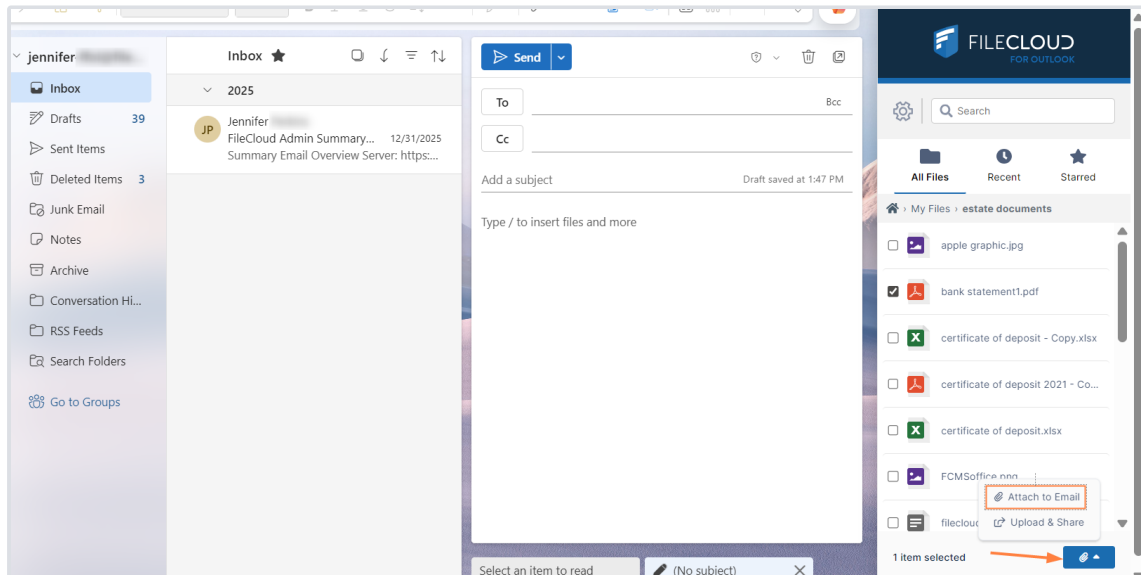 jennifer
Inbox
Drafts 39
Sent Items
Deleted Items 3
Junk Email
Notes
Archive
Conversation Hi...
RSS Feeds
Search Folders
Go to Groups
Inbox
2025
JP
Jennifer
FileCloud Admin Summary... 12/31/2025
Summary Email Overview Server: https:...
Send
To
Bcc
Cc
Add a subject
Draft saved at 1:47 PM
Type / to insert files and more
Select an item to read
(No subject)
FILECLOUD
FOR OUTLOOK
Search
All Files
Recent
Starred
My Files › estate documents
apple graphic.jpg
bank statement1.pdf
certificate of deposit - Copy.xlsx
certificate of deposit 2021 - Co...
certificate of deposit.xlsx
FCMSoffice.png
Attach to Email
Upload & Share
1 item selected